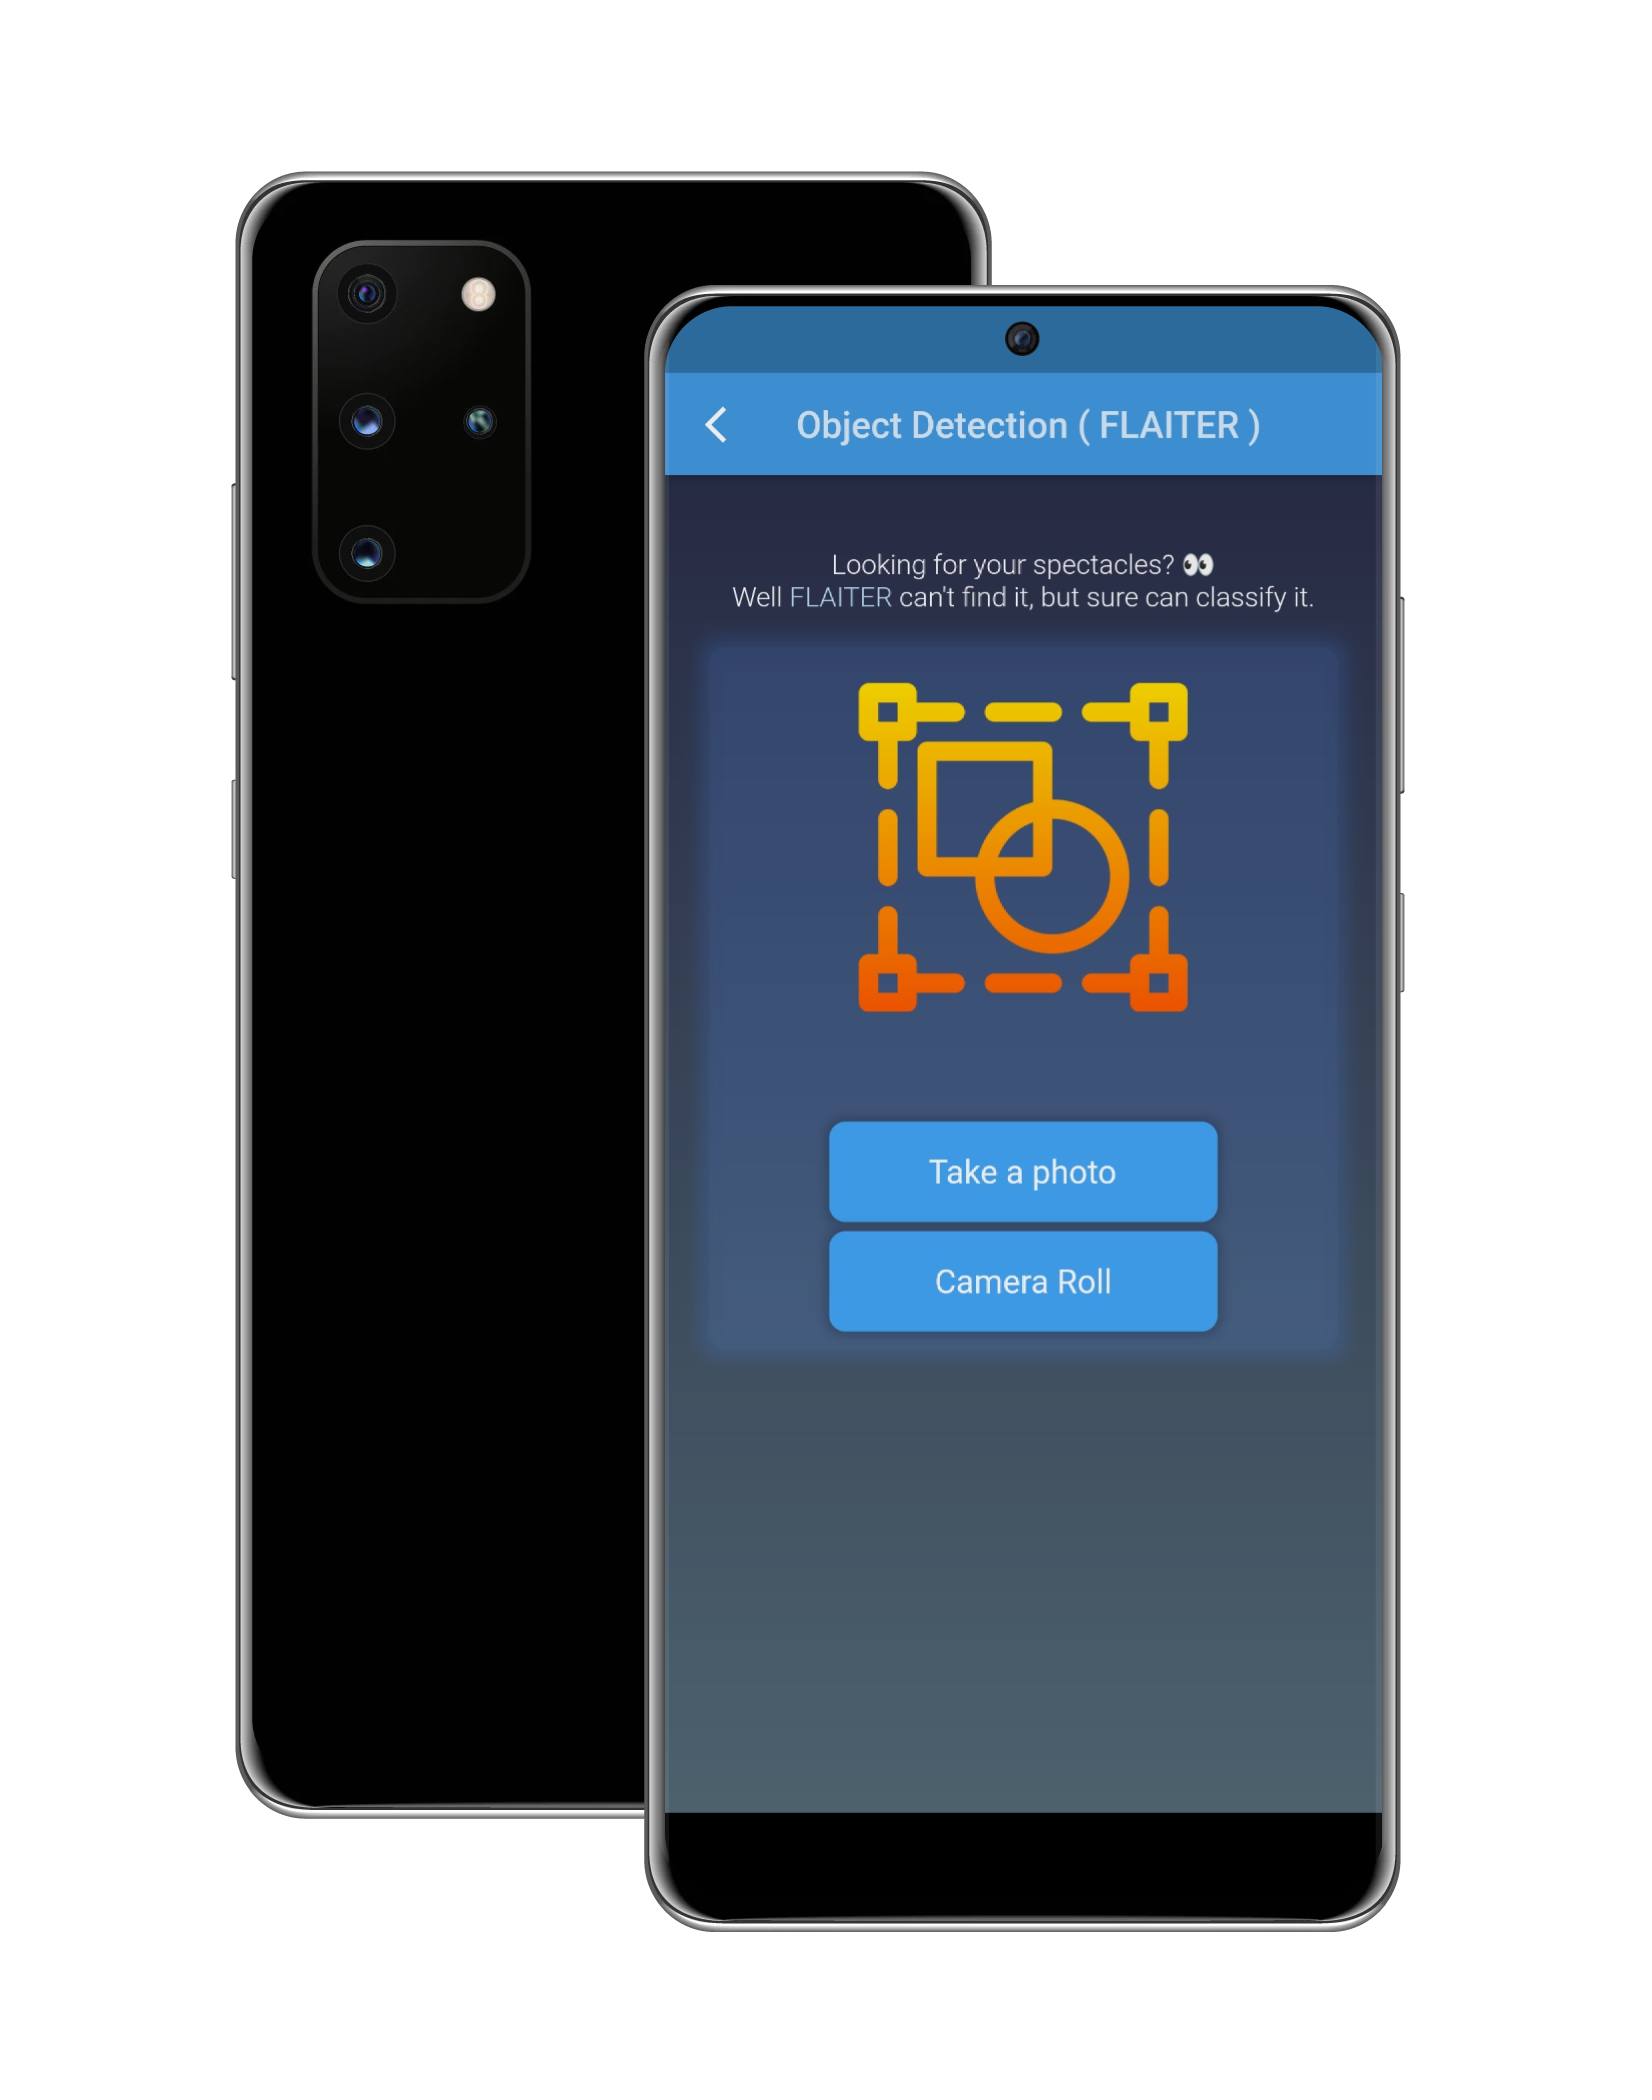 Object Detection ( FLAITER )
Looking for your spectacles? 👀
Well FLAITER can't find it, but sure can classify it.
Take a photo
Camera Roll